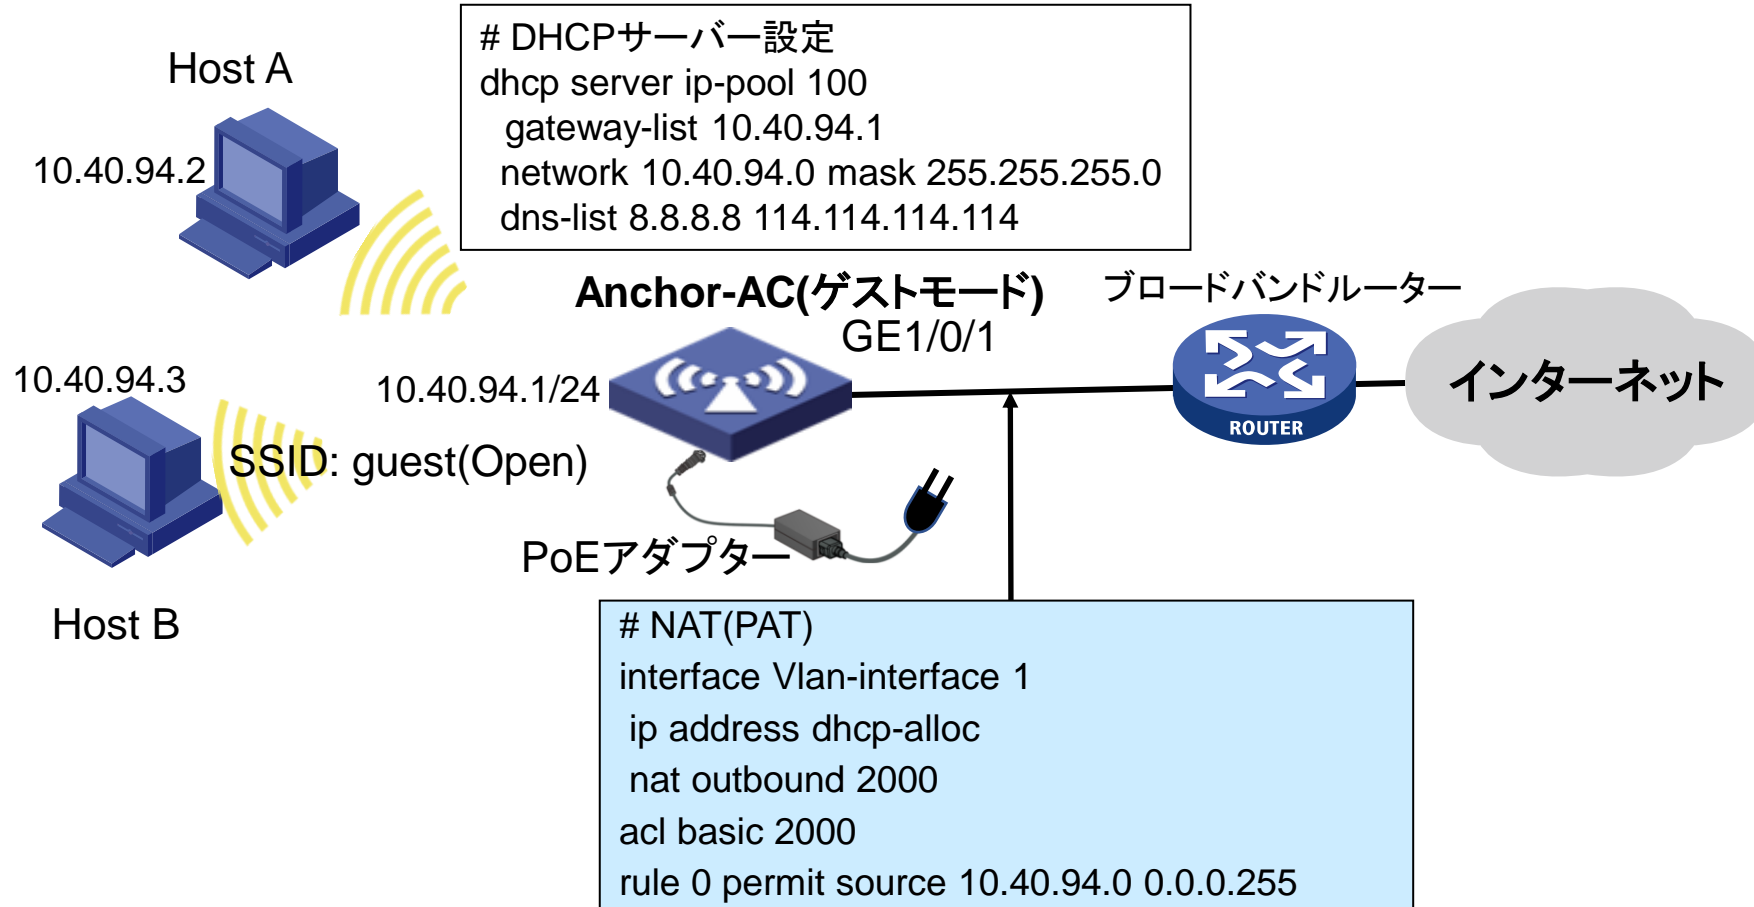 # DHCPサーバー設定
dhcp server ip-pool 100
gateway-list 10.40.94.1
network 10.40.94.0 mask 255.255.255.0
dns-list 8.8.8.8 114.114.114.114
Host A
10.40.94.2
Anchor-AC(ゲストモード)
GE1/0/1
ブロードバンドルーター
10.40.94.3
10.40.94.1/24
ROUTER
インターネット
SSID: guest(Open)
PoEアダプター
Host B
# NAT(PAT)
interface Vlan-interface 1
ip address dhcp-alloc
nat outbound 2000
acl basic 2000
rule 0 permit source 10.40.94.0 0.0.0.255